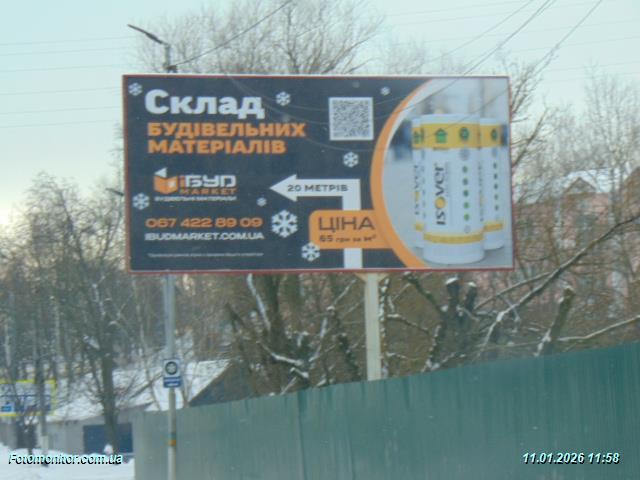 Склад
БУДІВЕЛЬНИХ
МАТЕРІАЛІВ
ІБУД
MARKET
БУДІВЕЛЬНІ МАТЕРІАЛИ
20 МЕТРІВ
067 422 89 09
IBUDMARKET.COM.UA
ЦІНА
65 грн за м²
isover
Fotomonitor.com.ua
11.01.2026 11:58